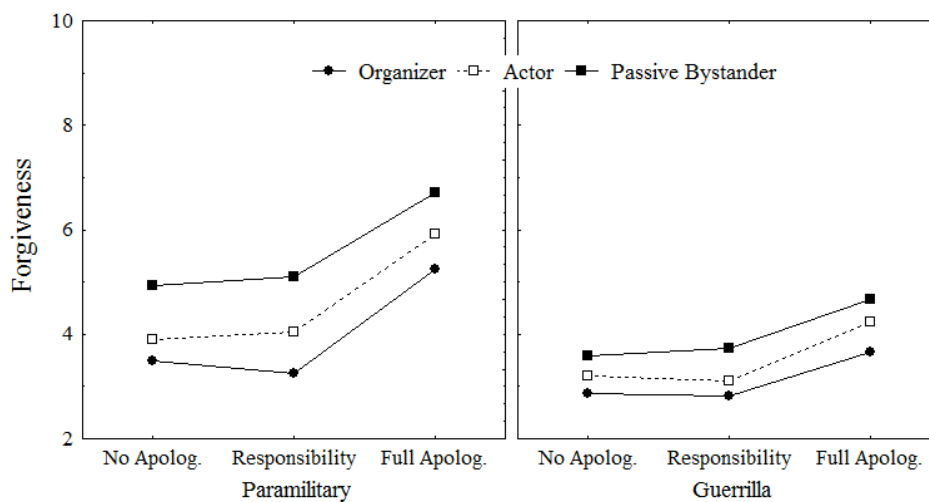 10
8
6
4
2
Forgiveness
Organizer Actor Passive Bystander
No Apolog. Responsibility Full Apolog. No Apolog. Responsibility Full Apolog.
Paramilitary Guerrilla